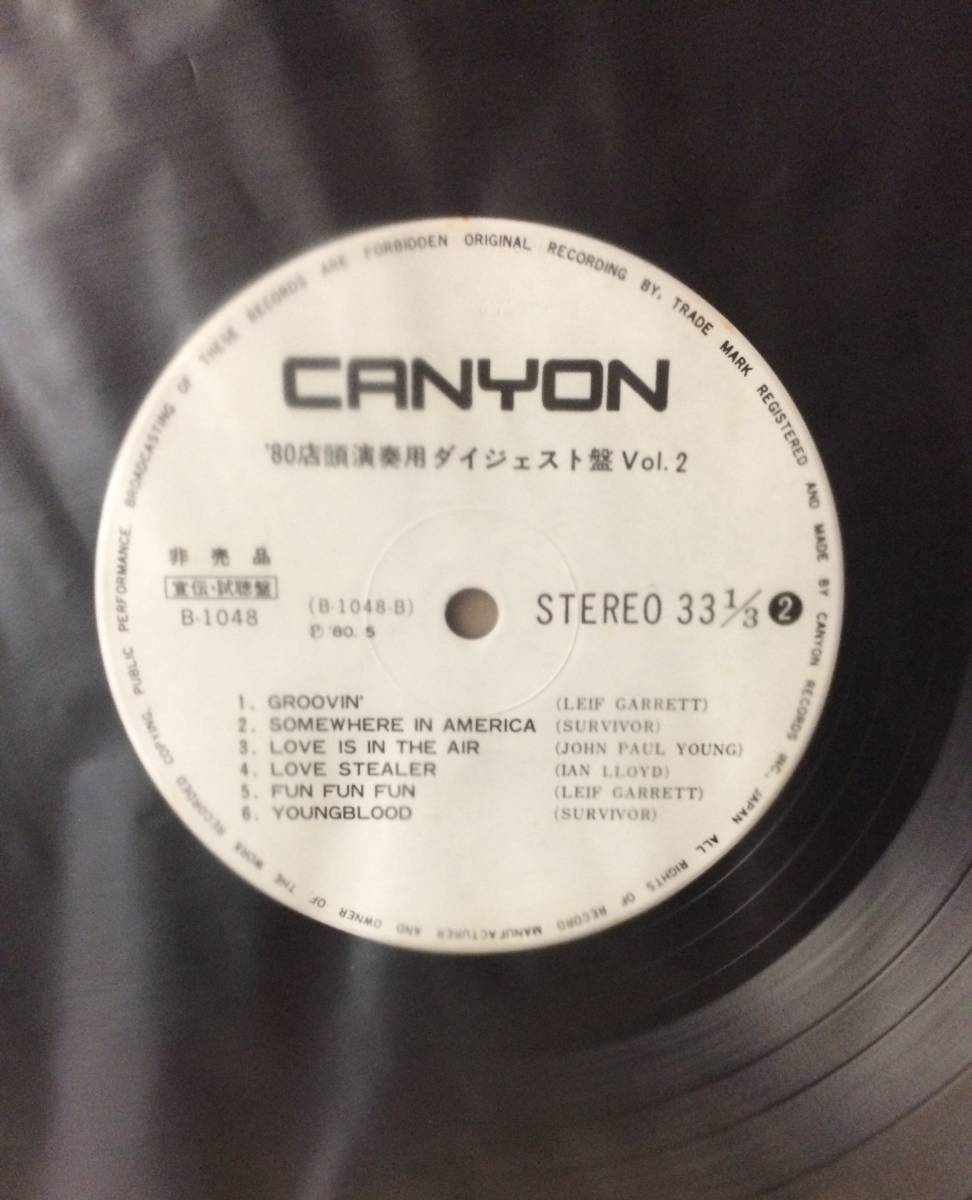 ORIGINAL RECORDING BY, TRADE MARK REGISTERED AND MADE BY CANYON RECORDS INC., JAPAN ALL RIGHTS OF RECORD MANUFACTURER AND OWNER OF THE WORK RECORDED COPYING, PUBLIC PERFORMANCE, BROADCASTING OF THESE RECORDS ARE FORBIDDEN
CANYON
'80店頭演奏用ダイジェスト盤 Vol. 2
非売品
宣伝・試聴盤
B-1048
(B-1048-B)
℗ '80. 5
STEREO 33 1/3 2
1. GROOVIN' (LEIF GARRETT)
2. SOMEWHERE IN AMERICA (SURVIVOR)
3. LOVE IS IN THE AIR (JOHN PAUL YOUNG)
4. LOVE STEALER (IAN LLOYD)
5. FUN FUN FUN (LEIF GARRETT)
6. YOUNGBLOOD (SURVIVOR)